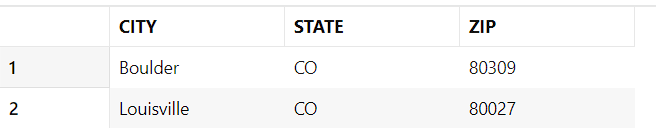 CITY STATE ZIP
1 Boulder CO 80309
2 Louisville CO 80027